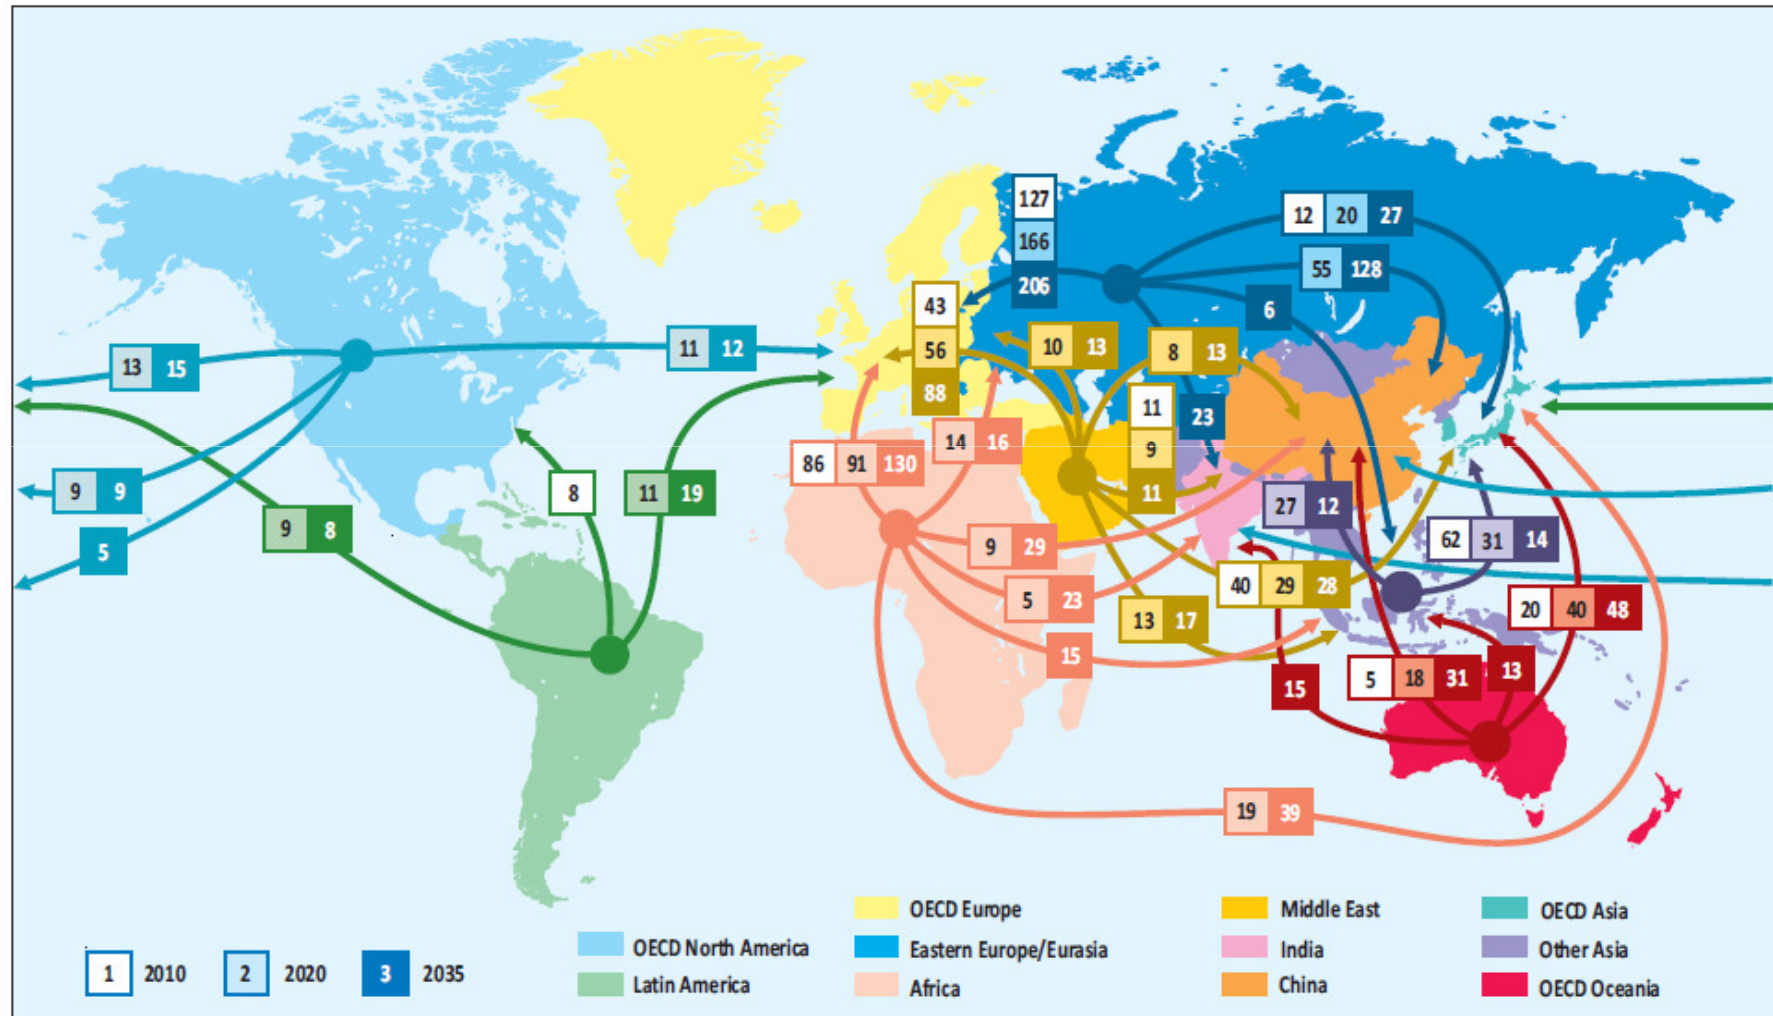 127
166
206
12 20 27
55 128
6
43
56
88
10 13
8 13
13 15
11 12
11
9
11
23
14 16
86 91 130
9 9
8
11 19
27 12
9 8
5
9 29
62 31 14
5 23
40 29 28
20 40 48
13 17
15
5 18 31
13
15
19 39
OECD Europe
Middle East
OECD Asia
OECD North America
Eastern Europe/Eurasia
India
Other Asia
1 2010 2 2020 3 2035
Latin America
Africa
China
OECD Oceania